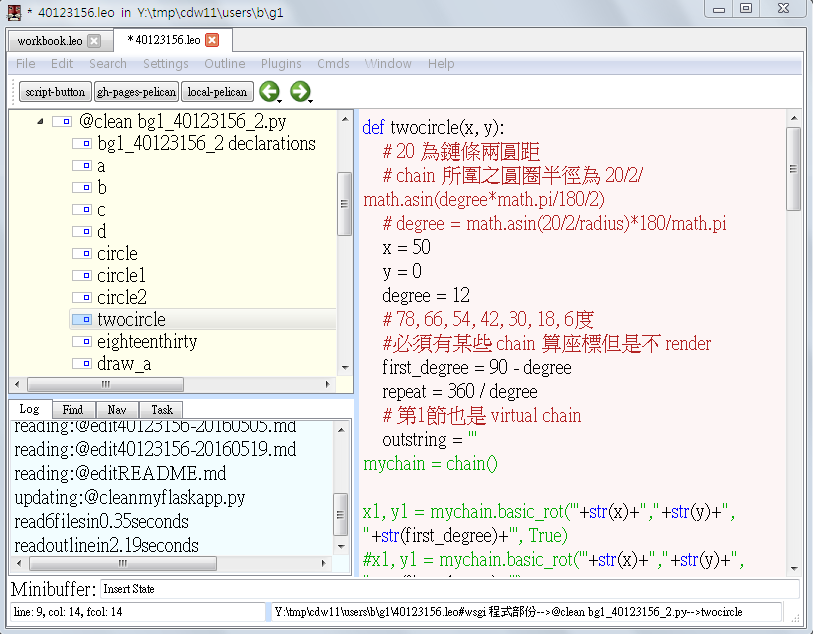 * 40123156.leo in Y:\tmp\cdw11\users\b\g1
workbook.leo
* 40123156.leo
File Edit Search Settings Outline Plugins Cmds Window Help
script-button gh-pages-pelican local-pelican
@clean bg1_40123156_2.py
bg1_40123156_2 declarations
a
b
c
d
circle
circle1
circle2
twocircle
eighteenthirty
draw_a
Log Find Nav Task
reading:@edit40123156-20160505.md
reading:@edit40123156-20160519.md
reading:@editREADME.md
updating:@cleanmyflaskapp.py
read6filesin0.35seconds
readoutlinein2.19seconds
def twocircle(x, y):
# 20 為鏈條兩圓距
# chain 所圍之圓圈半徑為 20/2/
math.asin(degree*math.pi/180/2)
# degree = math.asin(20/2/radius)*180/math.pi
x = 50
y = 0
degree = 12
# 78, 66, 54, 42, 30, 18, 6度
#必須有某些 chain 算座標但是不 render
first_degree = 90 - degree
repeat = 360 / degree
# 第1節也是 virtual chain
outstring = '''
mychain = chain()
x1, y1 = mychain.basic_rot('''+str(x)+","+str(y)+",
"+str(first_degree)+''', True)
#x1, y1 = mychain.basic_rot('''+str(x)+","+str(y)+",
Minibuffer: Insert State
line: 9, col: 14, fcol: 14
Y:\tmp\cdw11\users\b\g1\40123156.leo#wsgi 程式部份-->@clean bg1_40123156_2.py-->twocircle